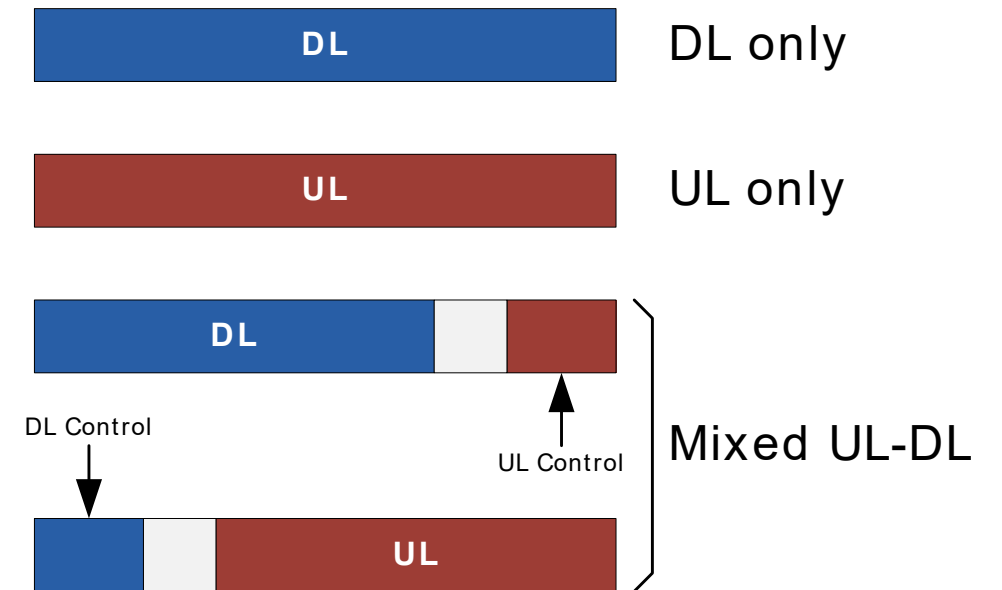 DL
DL only
UL
UL only
DL
DL Control
UL Control
Mixed UL-DL
UL